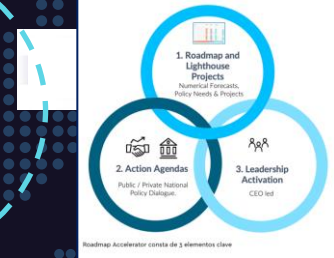 1. Roadmap and
Lighthouse
Projects
Numerical Forecasts,
Policy Needs & Projects
2. Action Agendas
Public / Private National
Policy Dialogue.
3. Leadership
Activation
CEO led
Roadmap Accelerator consta de 3 elementos clave